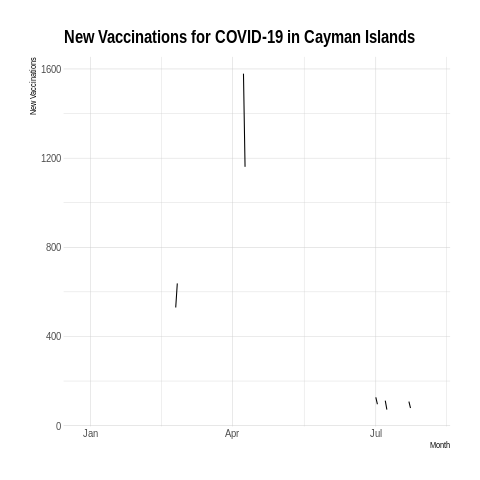 New Vaccinations for COVID-19 in Cayman Islands
New Vaccinations
1600
1200
800
400
0
Jan
Apr
Jul
Month